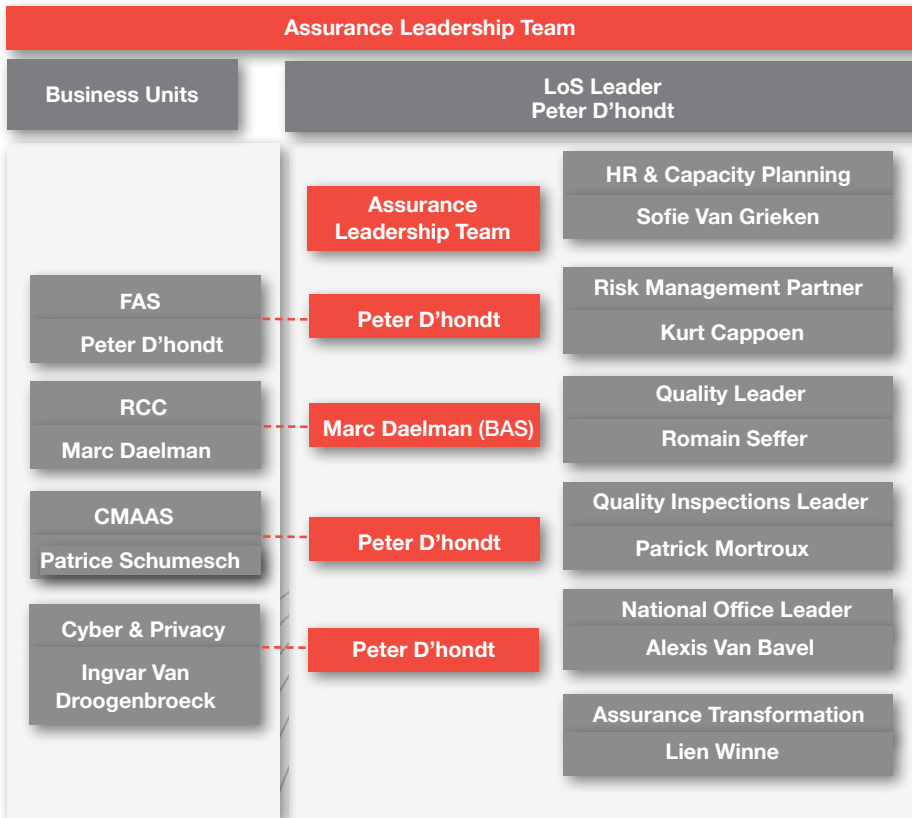 Assurance Leadership Team
Business Units
LoS Leader
Peter D’hondt
Assurance
Leadership Team
HR & Capacity Planning
Sofie Van Grieken
FAS
Peter D’hondt
Peter D’hondt
Risk Management Partner
Kurt Cappoen
RCC
Marc Daelman
Marc Daelman (BAS)
Quality Leader
Romain Seffer
CMAAS
Patrice Schumesch
Peter D’hondt
Quality Inspections Leader
Patrick Mortroux
Cyber & Privacy
Ingvar Van
Droogenbroeck
Peter D’hondt
National Office Leader
Alexis Van Bavel
Assurance Transformation
Lien Winne